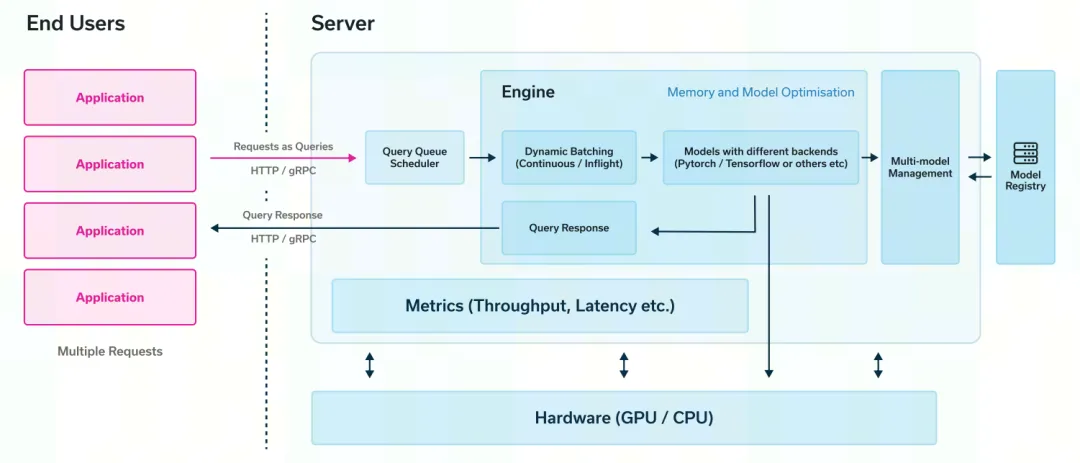 End Users
Server
Application
Application
Application
Application
Multiple Requests
Requests as Queries
HTTP / gRPC
Query Response
HTTP / gRPC
Query Queue
Scheduler
Engine
Memory and Model Optimisation
Dynamic Batching
(Continuous / Inflight)
Models with different backends
(Pytorch / Tensorflow or others etc)
Query Response
Multi-model
Management
Model
Registry
Metrics (Throughput, Latency etc.)
Hardware (GPU / CPU)